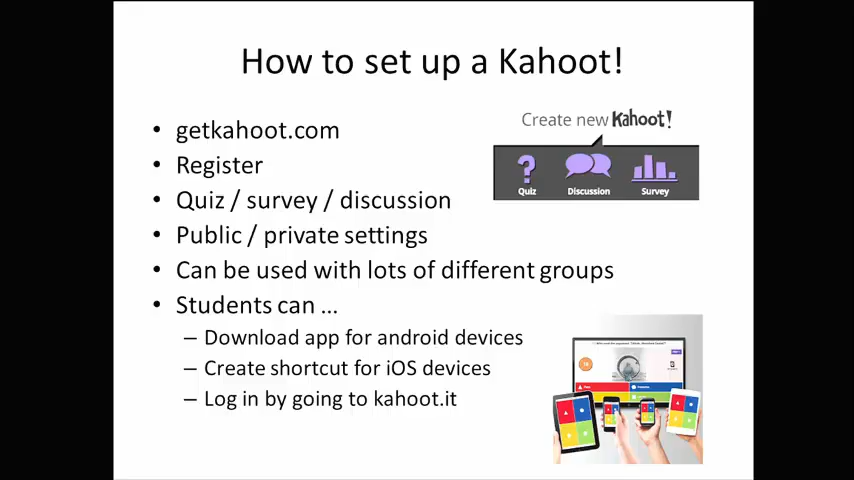 How to set up a Kahoot!
• getkahoot.com
• Register
• Quiz / survey / discussion
• Public / private settings
• Can be used with lots of different groups
• Students can ...
– Download app for android devices
– Create shortcut for iOS devices
– Log in by going to kahoot.it
Create new Kahoot!
Quiz Discussion Survey